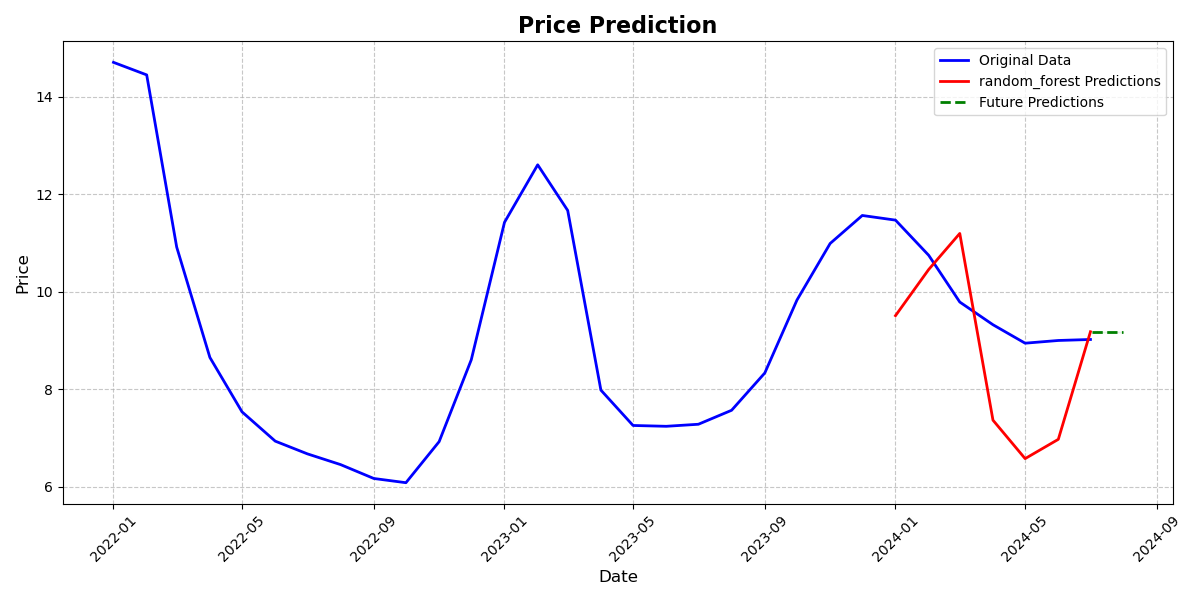 Price Prediction
Original Data
random_forest Predictions
Future Predictions
Price
14
12
10
8
6
2022-01
2022-05
2022-09
2023-01
2023-05
2023-09
2024-01
2024-05
2024-09
Date